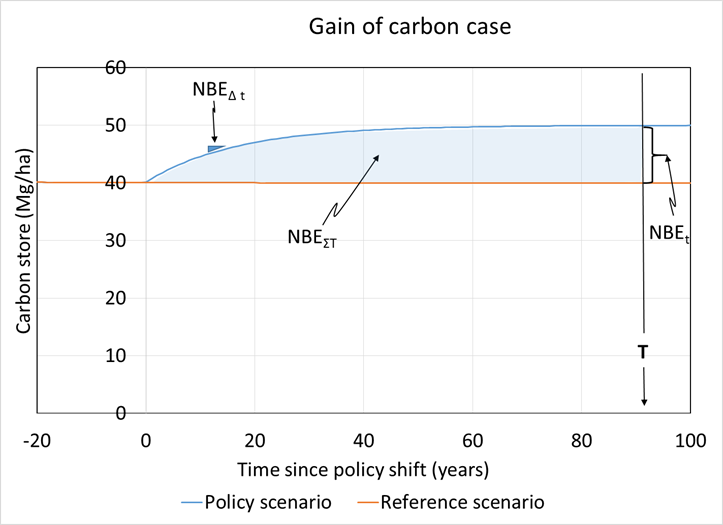 Gain of carbon case
Carbon store (Mg/ha)
60
50
40
30
20
10
0
NBEΔ t
NBEΣT
NBEt
T
-20 0 20 40 60 80 100
Time since policy shift (years)
Policy scenario Reference scenario